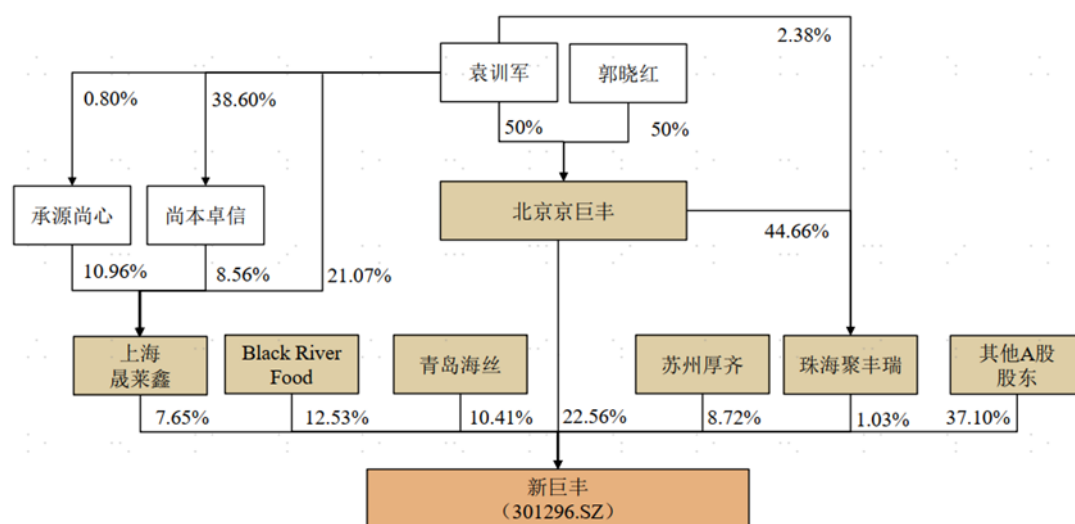 2.38%
袁训军
郭晓红
0.80%
38.60%
50%
50%
承源尚心
尚本卓信
北京京巨丰
44.66%
10.96%
8.56%
21.07%
上海
晟莱鑫
Black River
Food
青岛海丝
苏州厚齐
珠海聚丰瑞
其他A股
股东
7.65%
12.53%
10.41%
22.56%
8.72%
1.03%
37.10%
新巨丰
（301296.SZ）